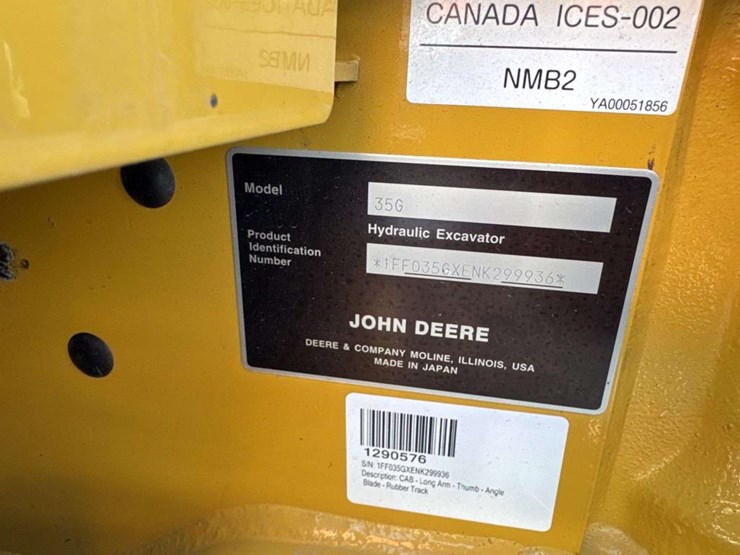 CANADA ICES-002
NMB2
YA00051856
Model
35G
Hydraulic Excavator
Product
Identification
Number
*1FF035GXENK299936*
JOHN DEERE
DEERE & COMPANY MOLINE, ILLINOIS, USA
MADE IN JAPAN
1290576
S/N: 1FF035GXENK299936
Description: CAB - Long Arm - Thumb - Angle
Blade - Rubber Track